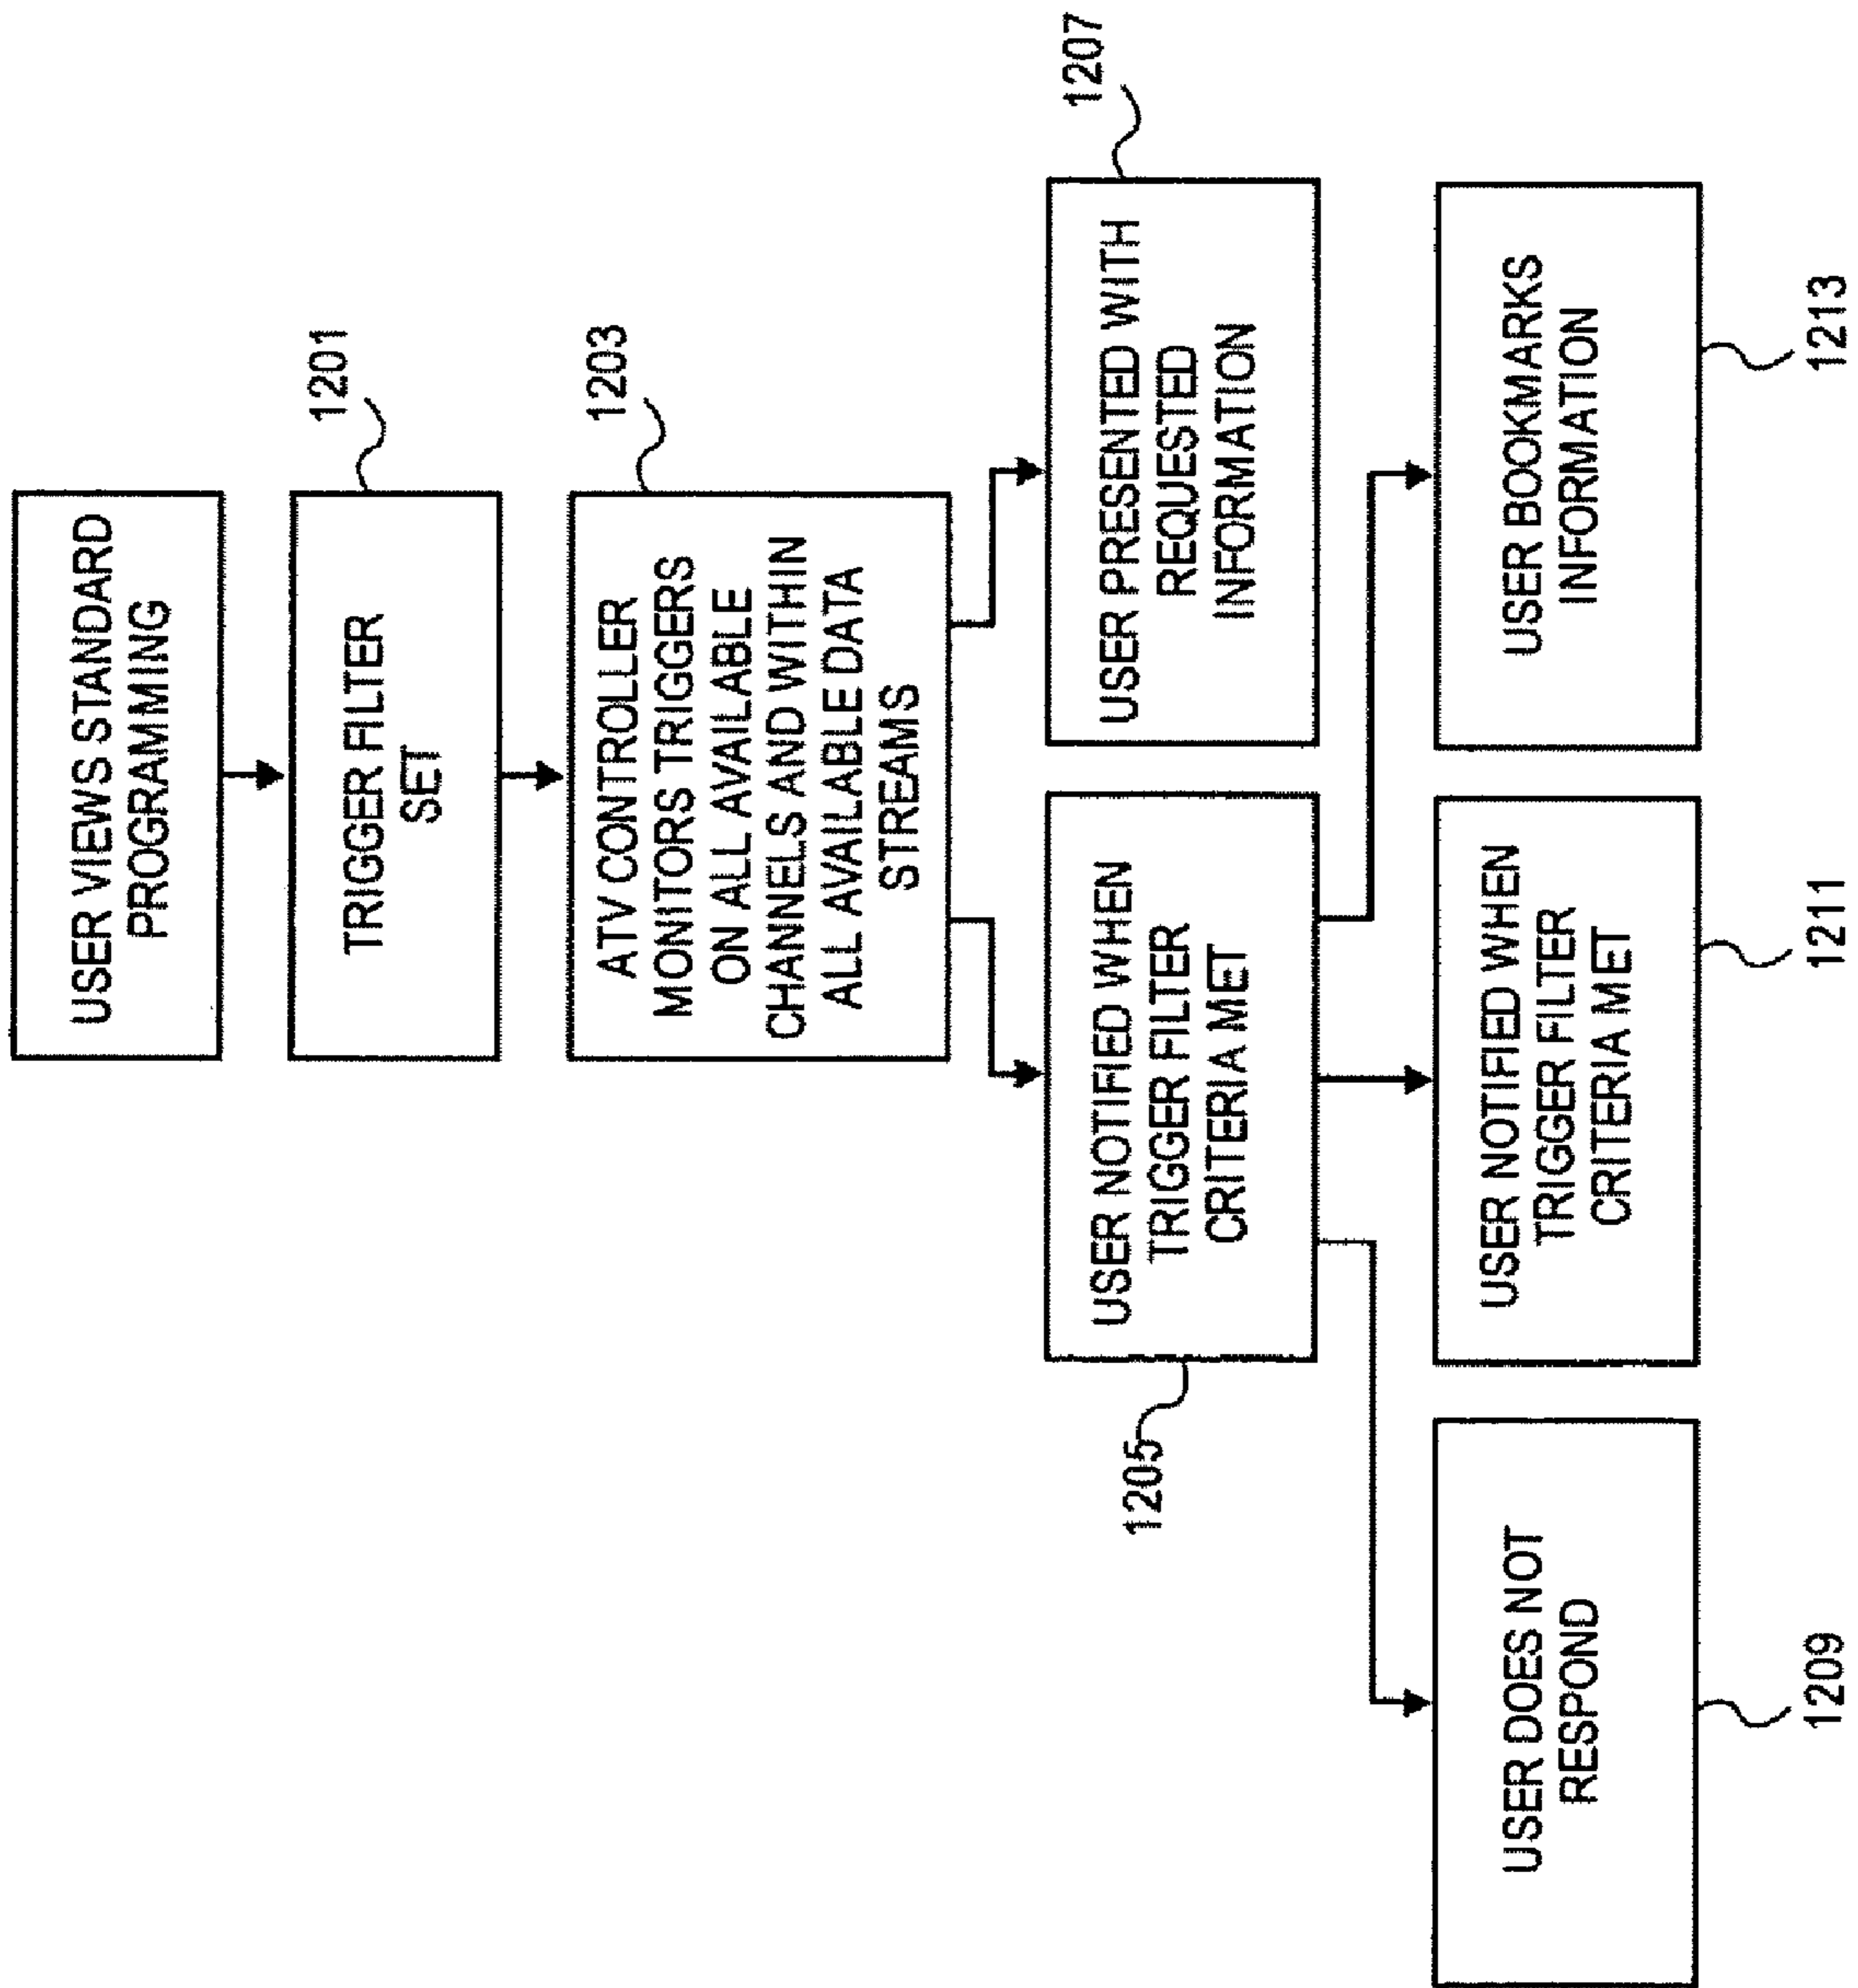 USER VIEWS STANDARD
PROGRAMMING
TRIGGER FILTER
SET
1201
ATV CONTROLLER
MONITORS TRIGGERS
ON ALL AVAILABLE
CHANNELS AND WITHIN
ALL AVAILABLE DATA
STREAMS
1203
1205
USER NOTIFIED WHEN
TRIGGER FILTER
CRITERIA MET
USER PRESENTED WITH
REQUESTED
INFORMATION
1207
USER DOES NOT
RESPOND
1209
USER NOTIFIED WHEN
TRIGGER FILTER
CRITERIA MET
1211
USER BOOKMARKS
INFORMATION
1213